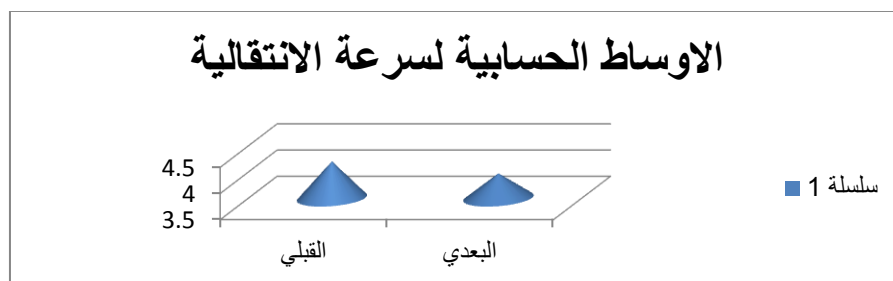 الاوساط الحسابية لسرعة الانتقالية
4.5
4
3.5
القبلي
البعدي
سلسلة 1